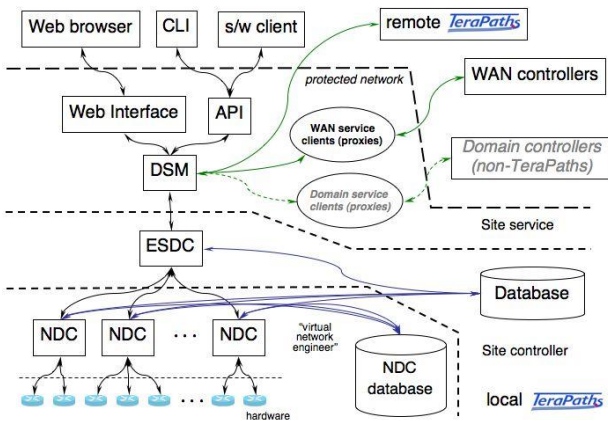 Web browser
CLI
s/w client
remote TeraPaths
protected network
WAN controllers
Web Interface
API
WAN service
clients (proxies)
Domain controllers
(non-TeraPaths)
DSM
Domain service
clients (proxies)
Site service
ESDC
Database
NDC
NDC
• • •
NDC
"virtual
network
engineer"
NDC
database
Site controller
• • •
hardware
local TeraPaths